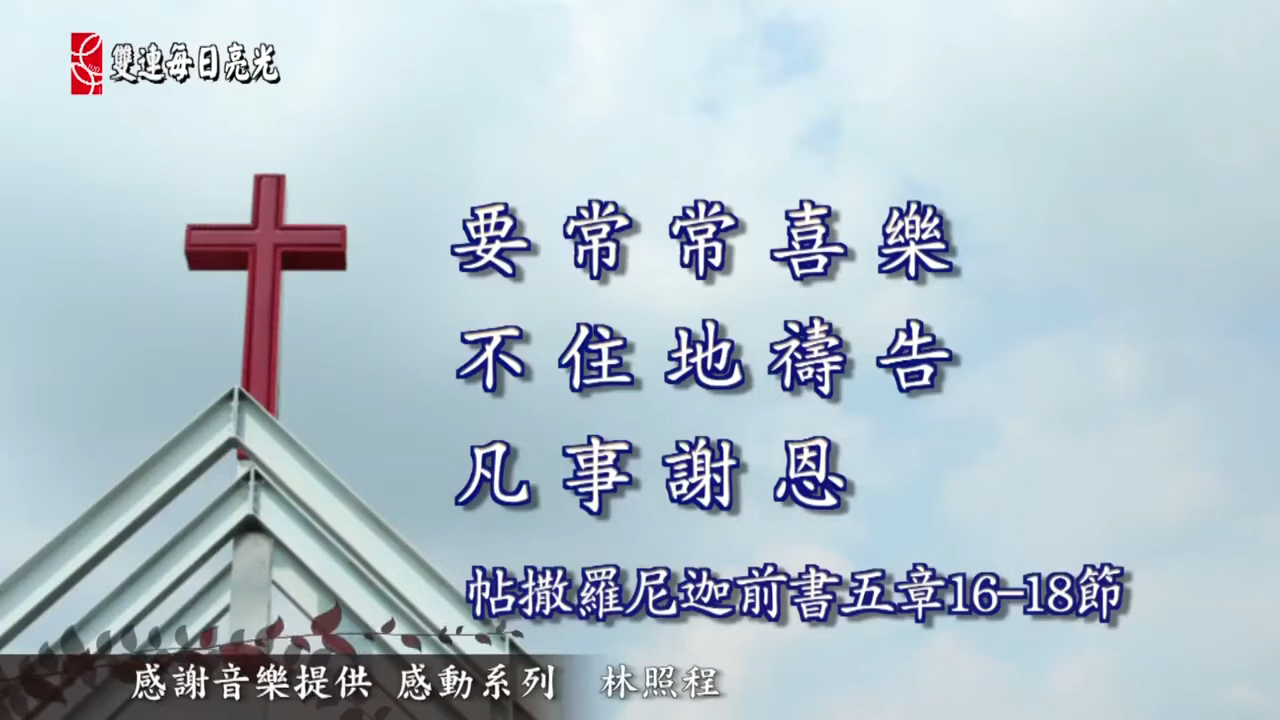 雙連每日亮光
要常常喜樂
不住地禱告
凡事謝恩
帖撒羅尼迦前書五章16-18節
感謝音樂提供 感動系列 林照程